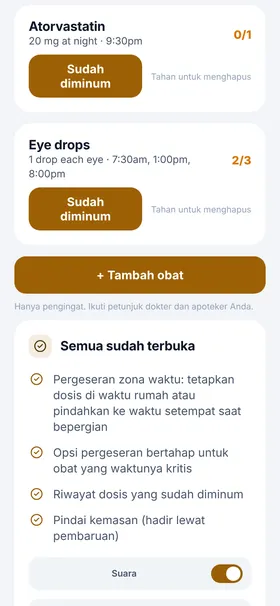 Atorvastatin
20 mg at night · 9:30pm
0/1
Sudah
diminum
Tahan untuk menghapus
Eye drops
1 drop each eye · 7:30am, 1:00pm,
8:00pm
2/3
Sudah
diminum
Tahan untuk menghapus
+ Tambah obat
Hanya pengingat. Ikuti petunjuk dokter dan apoteker Anda.
Semua sudah terbuka
Pergeseran zona waktu: tetapkan
dosis di waktu rumah atau
pindahkan ke waktu setempat saat
bepergian
Opsi pergeseran bertahap untuk
obat yang waktunya kritis
Riwayat dosis yang sudah diminum
Pindai kemasan (hadir lewat
pembaruan)
Suara